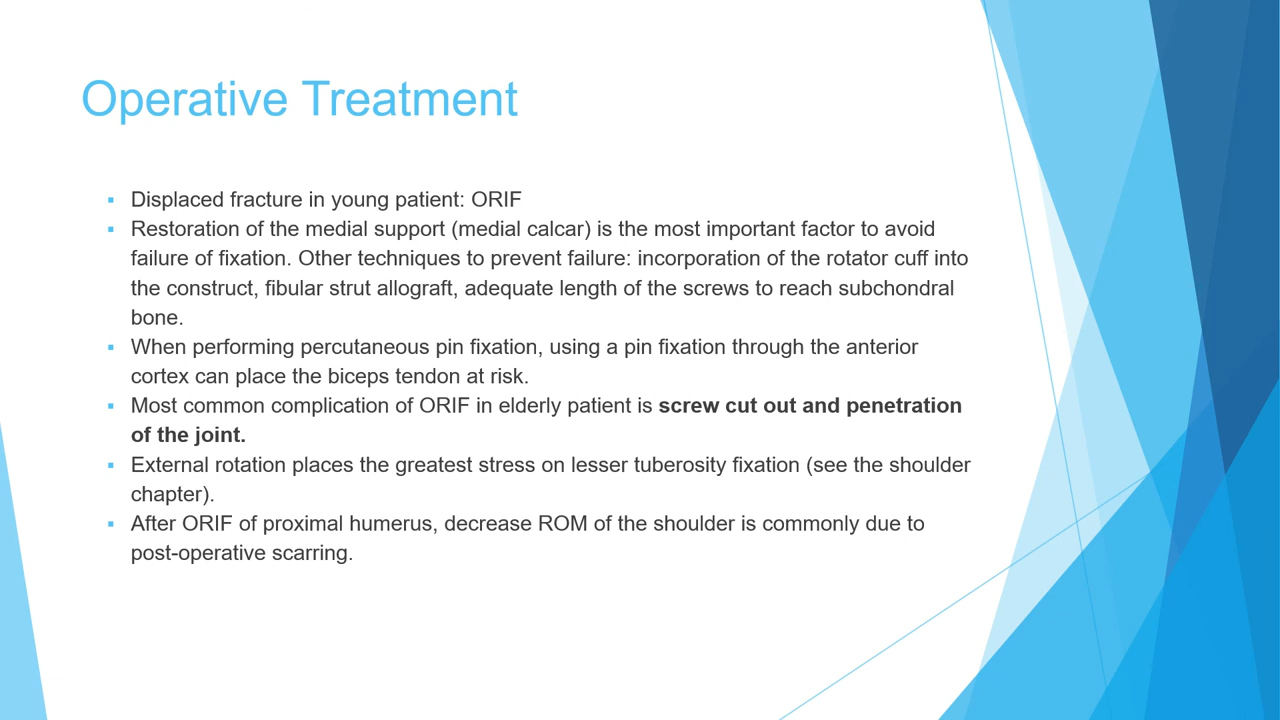 Operative Treatment
Displaced fracture in young patient: ORIF
Restoration of the medial support (medial calcar) is the most important factor to avoid
failure of fixation. Other techniques to prevent failure: incorporation of the rotator cuff into
the construct, fibular strut allograft, adequate length of the screws to reach subchondral
bone.
When performing percutaneous pin fixation, using a pin fixation through the anterior
cortex can place the biceps tendon at risk.
Most common complication of ORIF in elderly patient is screw cut out and penetration
of the joint.
External rotation places the greatest stress on lesser tuberosity fixation (see the shoulder
chapter).
After ORIF of proximal humerus, decrease ROM of the shoulder is commonly due to
post-operative scarring.